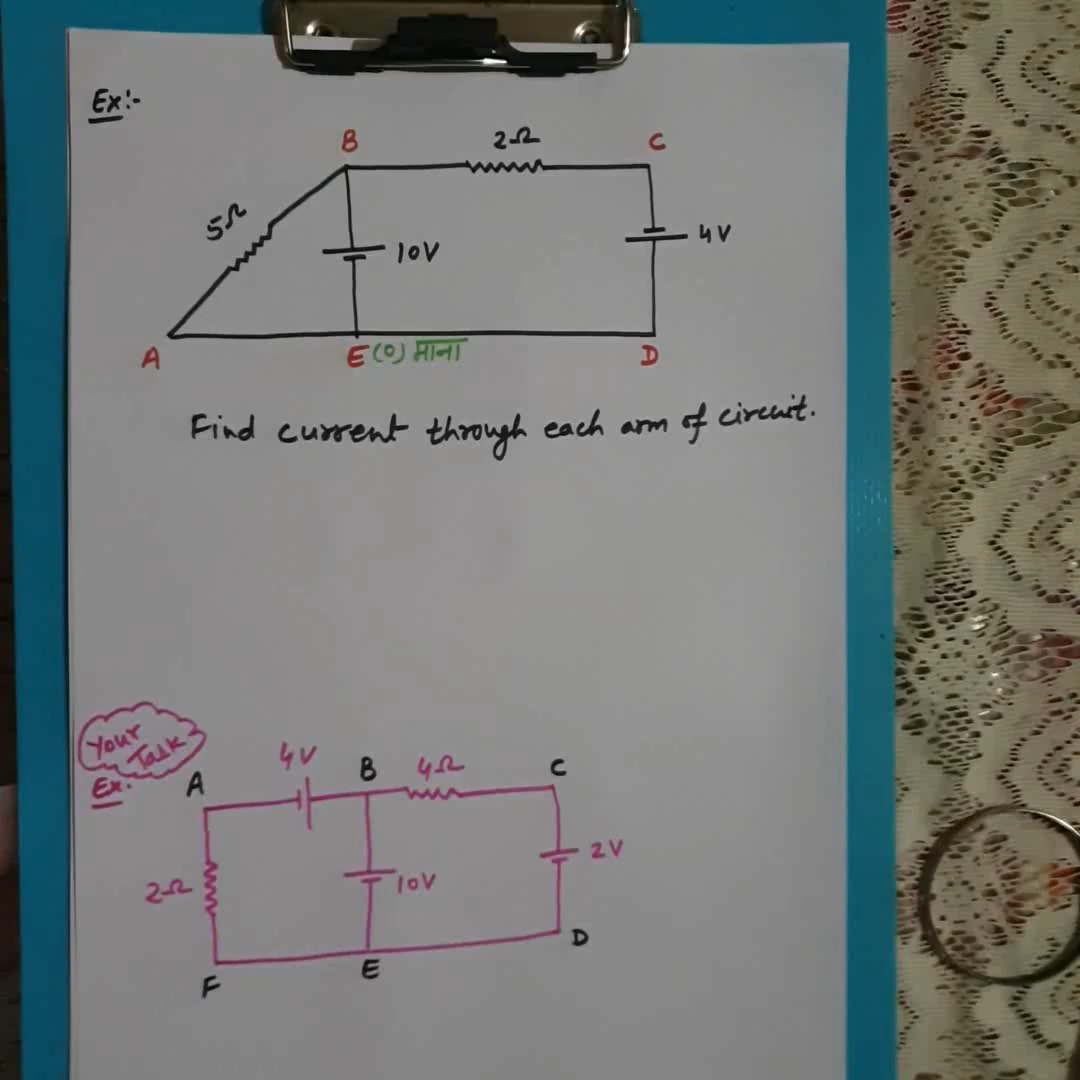 Ex:-
B 2Ω C
5Ω
10V 4V
A E (0) माना D
Find current through each arm of circuit.
Your Task
Ex.
A 4V B 4Ω C
2Ω 10V 2V
F E D